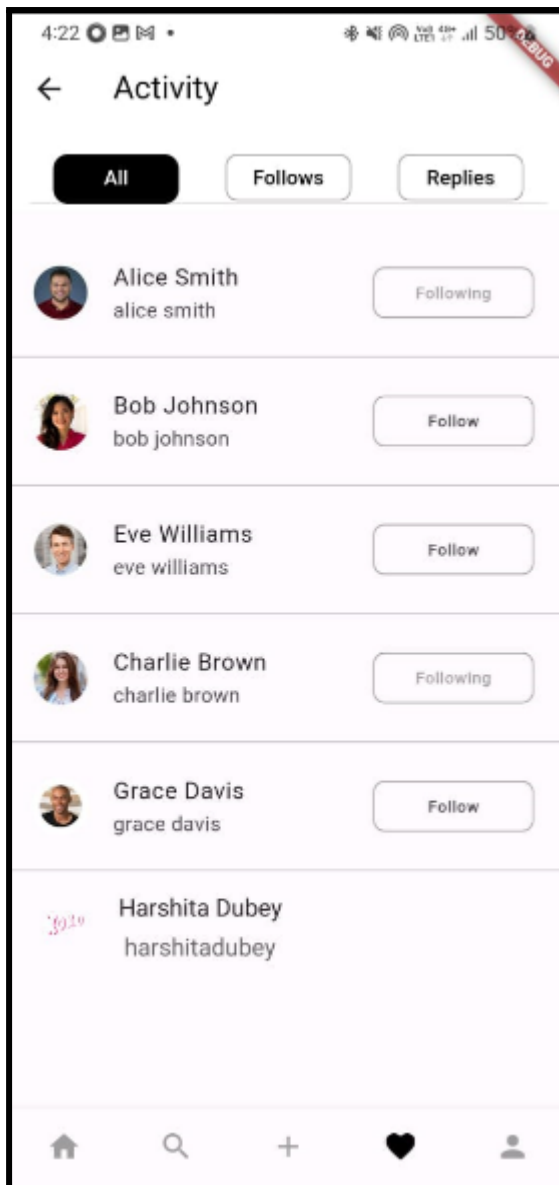 4:22 50%
DEBUG
Activity
All Follows Replies
Alice Smith
alice smith
Following
Bob Johnson
bob johnson
Follow
Eve Williams
eve williams
Follow
Charlie Brown
charlie brown
Following
Grace Davis
grace davis
Follow
Harshita Dubey
harshitadubey